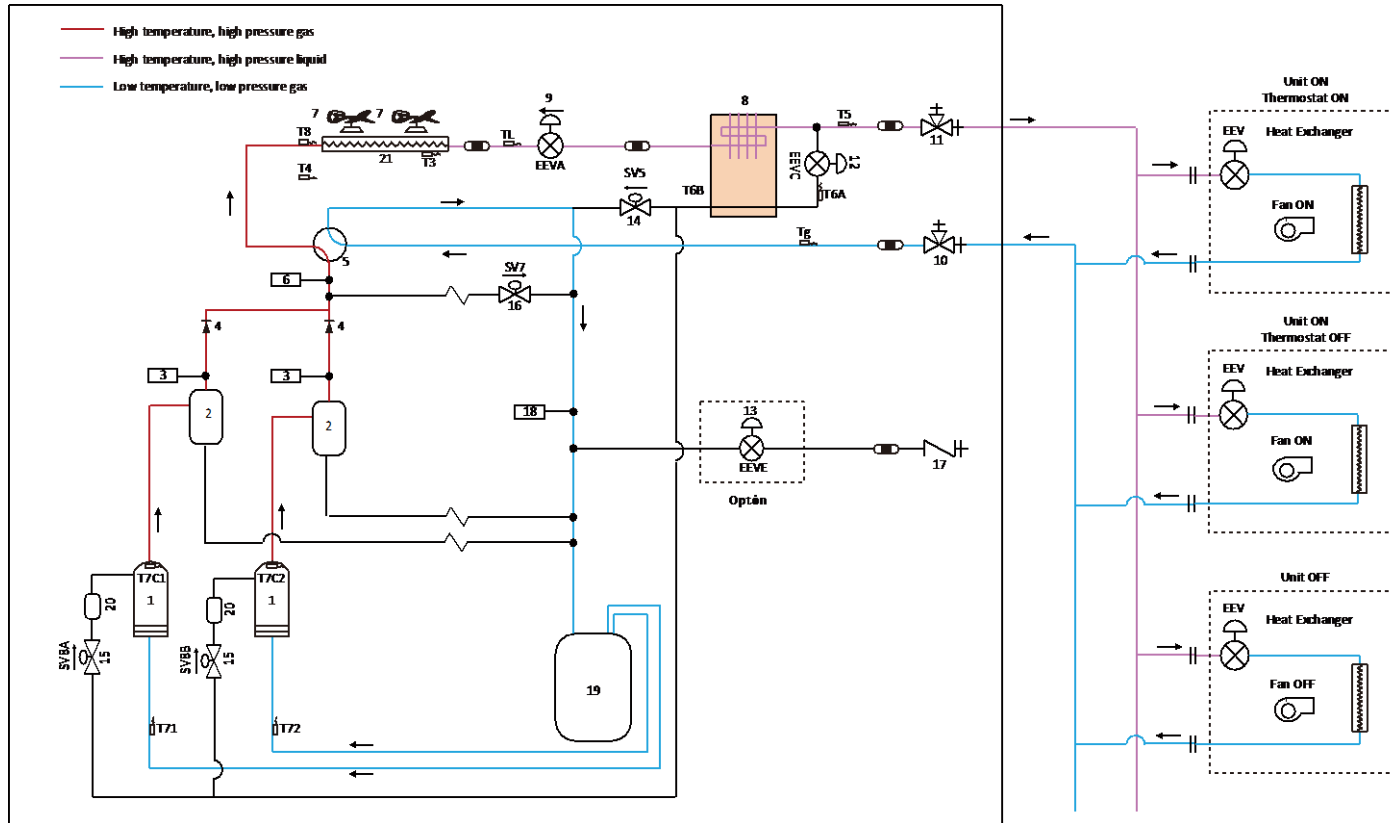 High temperature, high pressure gas
High temperature, high pressure liquid
Low temperature, low pressure gas
7 7
T8
21
T3
T4
TL
9
EEVA
8
T5
11
EEVC
12
T6A
T6B
SV5
14
Tg
10
5
6
SV7
16
4 4
3 3
2 2
18
13
EEVE
Optón
17
T7C1
1
T7C2
1
20
20
SV8A
15
SV8B
15
T71
T72
19
Unit ON
Thermostat ON
EEV
Heat Exchanger
Fan ON
Unit ON
Thermostat OFF
EEV
Heat Exchanger
Fan ON
Unit OFF
EEV
Heat Exchanger
Fan OFF